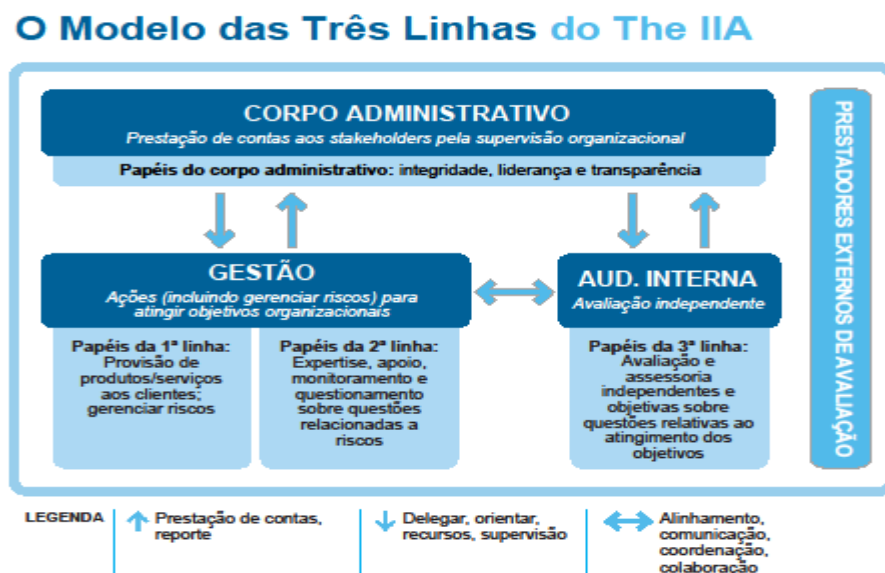 O Modelo das Três Linhas do The IIA
CORPO ADMINISTRATIVO
Prestação de contas aos stakeholders pela supervisão organizacional
Papéis do corpo administrativo: integridade, liderança e transparência
GESTÃO
Ações (incluindo gerenciar riscos) para
atingir objetivos organizacionais
Papéis da 1ª linha:
Provisão de
produtos/serviços
aos clientes;
gerenciar riscos
Papéis da 2ª linha:
Expertise, apoio,
monitoramento e
questionamento
sobre questões
relacionadas a
riscos
AUD. INTERNA
Avaliação independente
Papéis da 3ª linha:
Avaliação e
assessoria
independentes e
objetivas sobre
questões relativas ao
atingimento dos
objetivos
PRESTADORES EXTERNOS DE AVALIAÇÃO
LEGENDA
Prestação de contas,
reporte
Delegar, orientar,
recursos, supervisão
Alinhamento,
comunicação,
coordenação,
colaboração